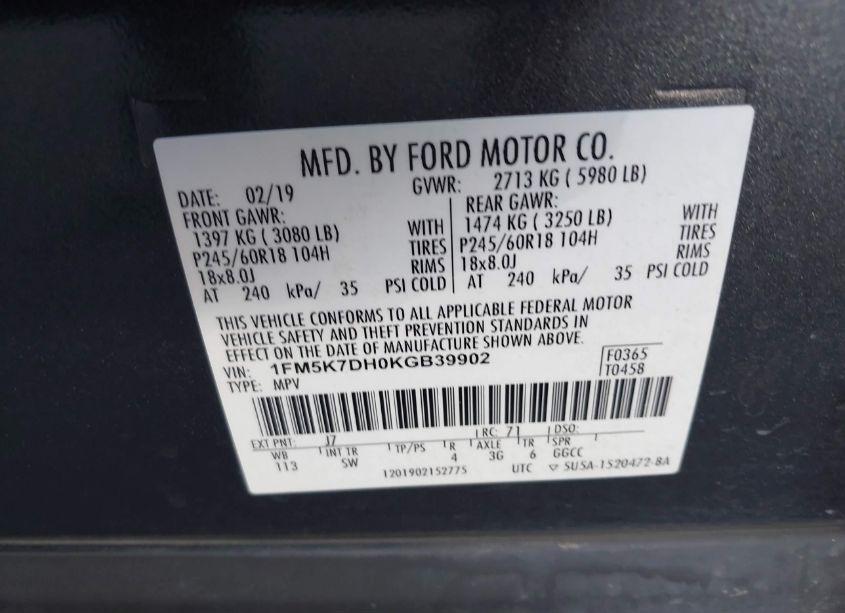 MFD. BY FORD MOTOR CO.
DATE: 02/19 GVWR: 2713 KG ( 5980 LB)
FRONT GAWR: REAR GAWR:
1397 KG ( 3080 LB) WITH 1474 KG ( 3250 LB) WITH
P245/60R18 104H TIRES P245/60R18 104H TIRES
18x8.0J RIMS 18x8.0J RIMS
AT 240 kPa/ 35 PSI COLD AT 240 kPa/ 35 PSI COLD
THIS VEHICLE CONFORMS TO ALL APPLICABLE FEDERAL MOTOR
VEHICLE SAFETY AND THEFT PREVENTION STANDARDS IN
EFFECT ON THE DATE OF MANUFACTURE SHOWN ABOVE.
VIN: 1FM5K7DH0KGB39902 F0365
TYPE: MPV T0458
EXT PNT: J7 RC: 71 DSO:
WB INT TR TP/PS R AXLE TR SPR
113 SW 4 3G 6 GGCC
1201902152775 UTC ▽ 5U5A-1520472-BA